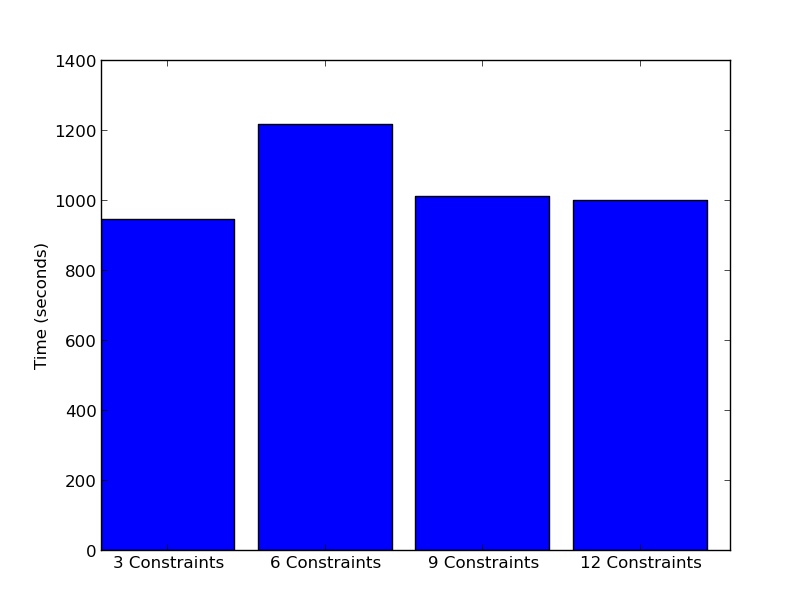 1400
1200
1000
800
600
400
200
0
Time (seconds)
3 Constraints
6 Constraints
9 Constraints
12 Constraints